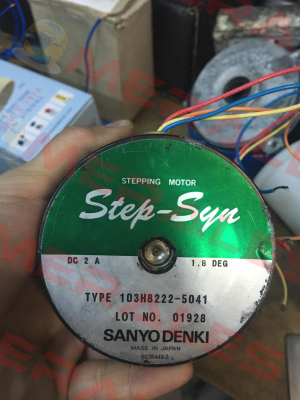 STEPPING MOTOR
Step-Syn
DC 2 A 1.8 DEG
TYPE 103H8222-5041
LOT NO. 01928
SANYO DENKI
MADE IN JAPAN